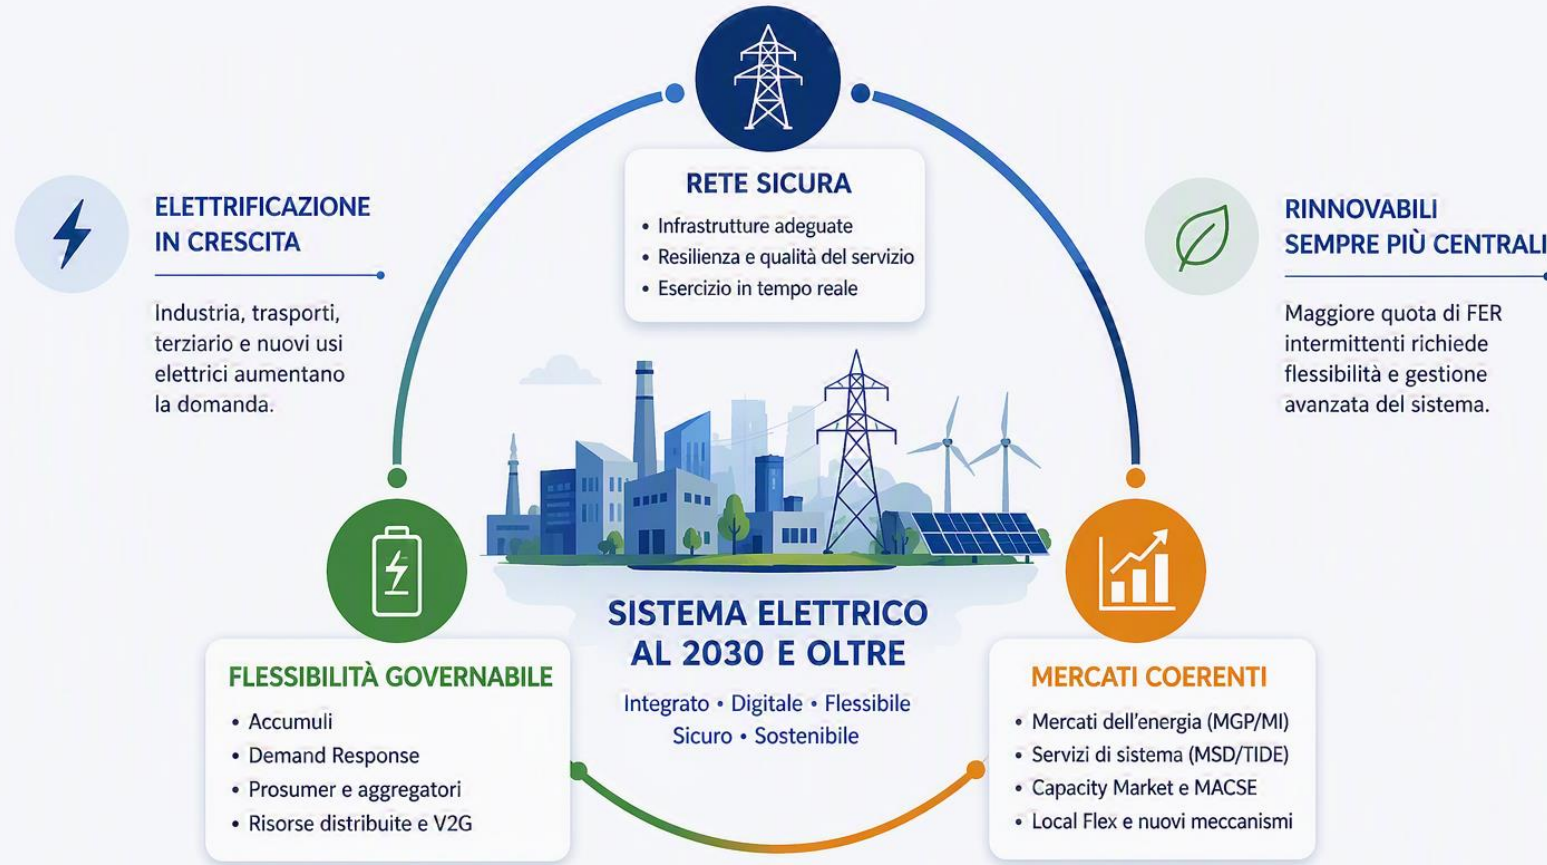 RETE SICURA
• Infrastrutture adeguate
• Resilienza e qualità del servizio
• Esercizio in tempo reale
ELETTRIFICAZIONE
IN CRESCITA
Industria, trasporti,
terziario e nuovi usi
elettrici aumentano
la domanda.
RINNOVABILI
SEMPRE PIÙ CENTRALI
Maggiore quota di FER
intermittenti richiede
flessibilità e gestione
avanzata del sistema.
SISTEMA ELETTRICO
AL 2030 E OLTRE
Integrato • Digitale • Flessibile
Sicuro • Sostenibile
FLESSIBILITÀ GOVERNABILE
• Accumuli
• Demand Response
• Prosumer e aggregatori
• Risorse distribuite e V2G
MERCATI COERENTI
• Mercati dell'energia (MGP/MI)
• Servizi di sistema (MSD/TIDE)
• Capacity Market e MACSE
• Local Flex e nuovi meccanismi